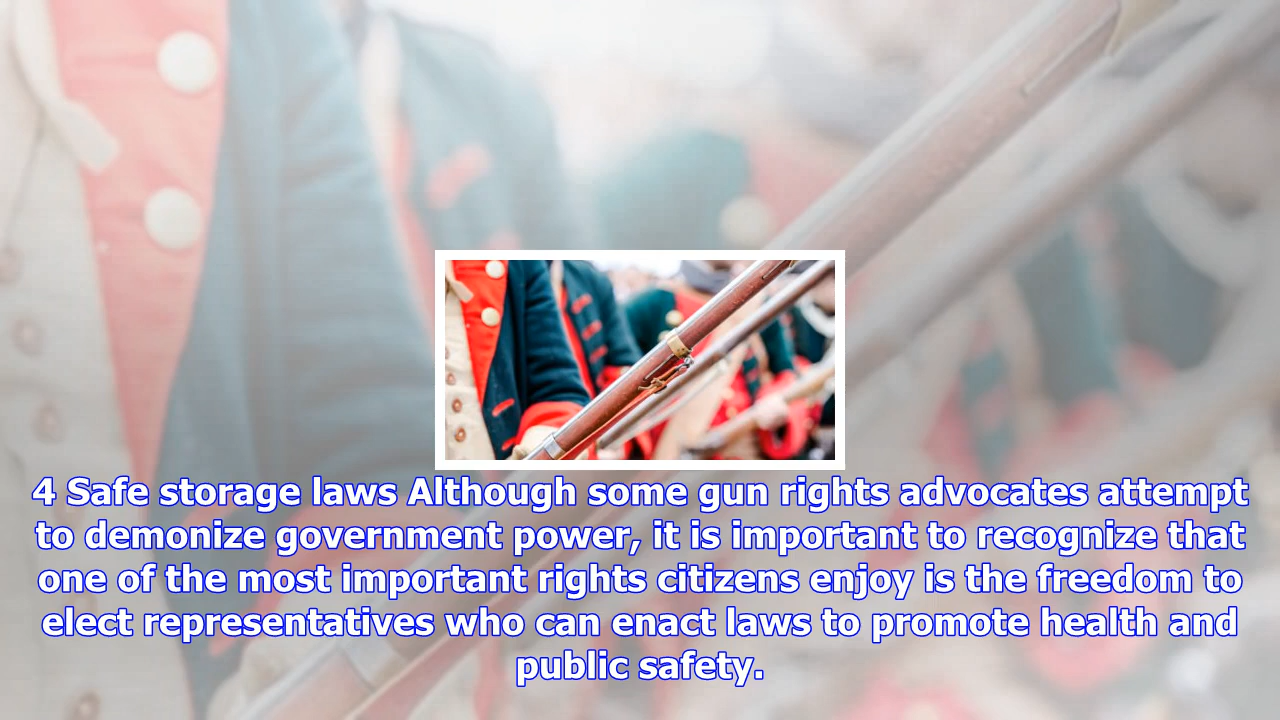 4 Safe storage laws Although some gun rights advocates attempt
to demonize government power, it is important to recognize that
one of the most important rights citizens enjoy is the freedom to
elect representatives who can enact laws to promote health and
public safety.